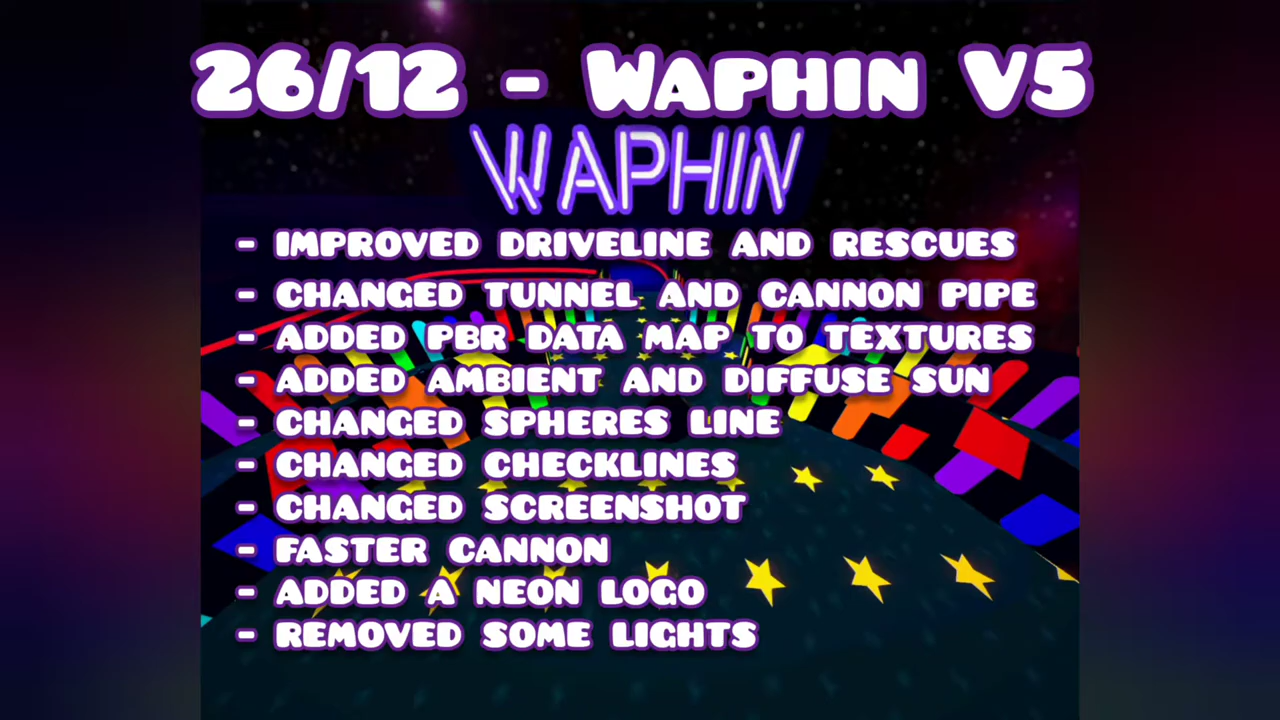 26/12 - WAPHIN V5
WAPHIN
- IMPROVED DRIVELINE AND RESCUES
- CHANGED TUNNEL AND CANNON PIPE
- ADDED PBR DATA MAP TO TEXTURES
- ADDED AMBIENT AND DIFFUSE SUN
- CHANGED SPHERES LINE
- CHANGED CHECKLINES
- CHANGED SCREENSHOT
- FASTER CANNON
- ADDED A NEON LOGO
- REMOVED SOME LIGHTS